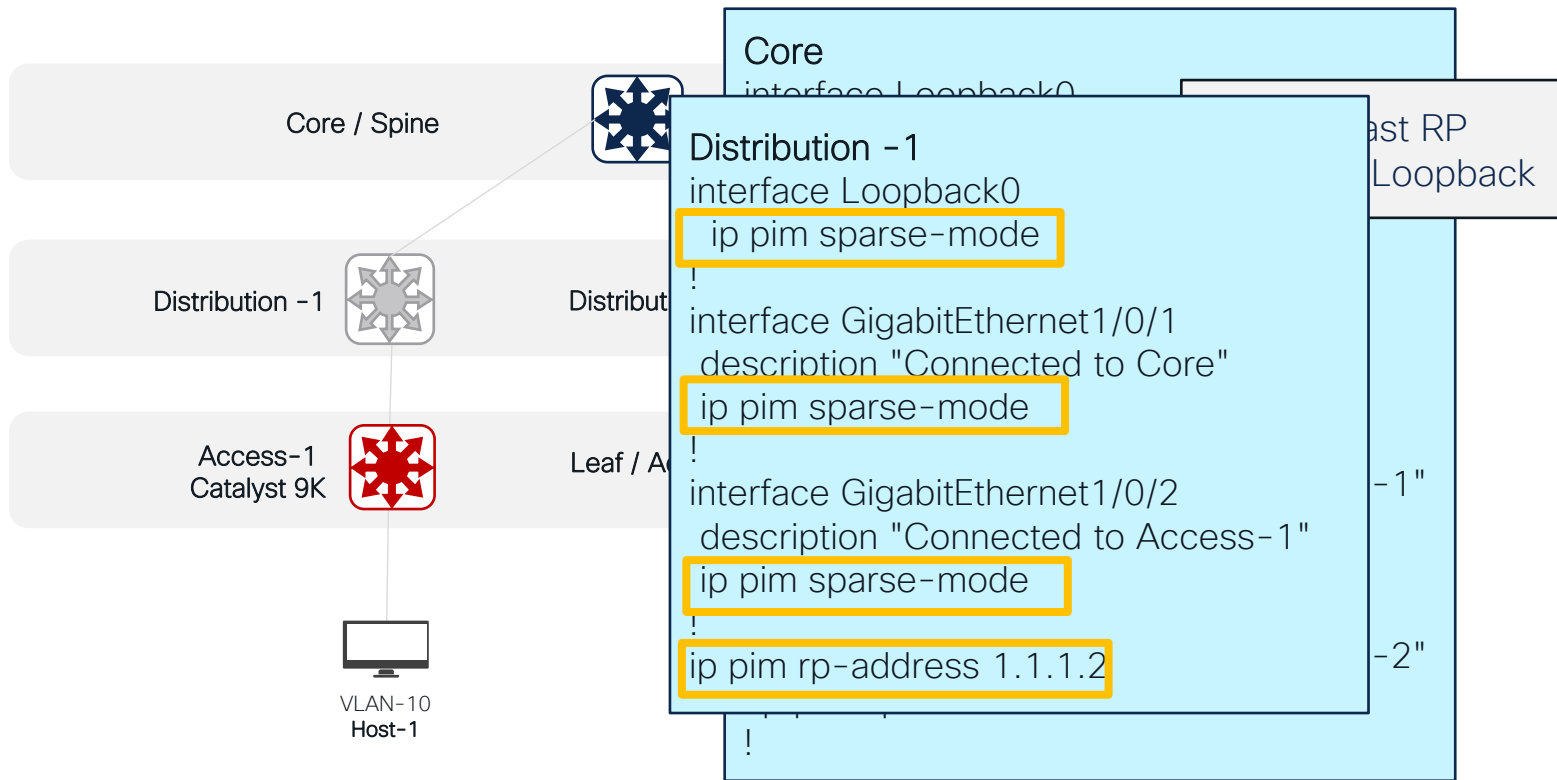 Core / Spine
Distribution -1
Access-1
Catalyst 9K
Leaf /
VLAN-10
Host-1
Core
interface Loopback0
RP
Loopback
Distribution -1
interface Loopback0
ip pim sparse-mode
!
interface GigabitEthernet1/0/1
description "Connected to Core"
ip pim sparse-mode
!
interface GigabitEthernet1/0/2
description "Connected to Access-1"
ip pim sparse-mode
!
ip pim rp-address 1.1.1.2
-1"
-2"
!